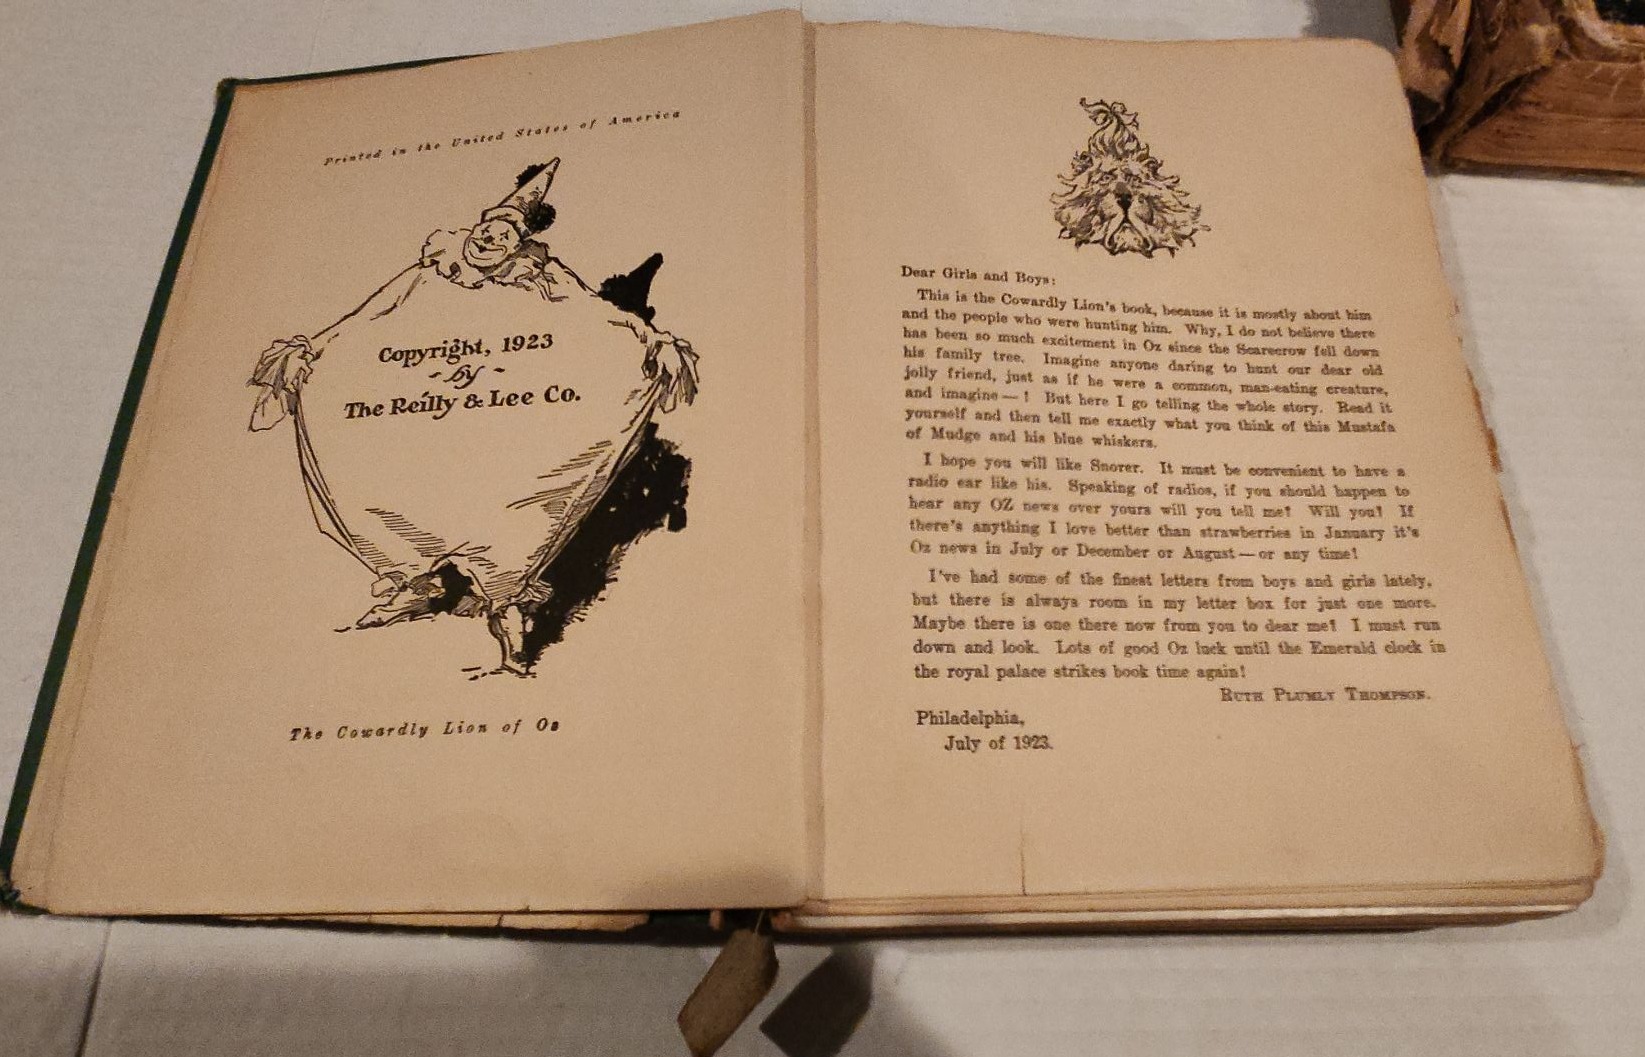 Printed in the United States of America
Copyright, 1923
- by -
The Reilly & Lee Co.
The Cowardly Lion of Oz
Dear Girls and Boys:
This is the Cowardly Lion's book, because it is mostly about him
and the people who were hunting him. Why, I do not believe there
has been so much excitement in Oz since the Scarecrow fell down
his family tree. Imagine anyone daring to hunt our dear old
jolly friend, just as if he were a common, man-eating creature,
and imagine—! But here I go telling the whole story. Read it
yourself and then tell me exactly what you think of this Mustafa
of Mudge and his blue whiskers.
I hope you will like Snorer. It must be convenient to have a
radio ear like his. Speaking of radios, if you should happen to
hear any OZ news over yours will you tell me? Will you? If
there's anything I love better than strawberries in January it's
Oz news in July or December or August—or any time!
I've had some of the finest letters from boys and girls lately,
but there is always room in my letter box for just one more.
Maybe there is one there now from you to dear me? I must run
down and look. Lots of good Oz luck until the Emerald clock in
the royal palace strikes book time again!
RUTH PLUMLY THOMPSON.
Philadelphia,
July of 1923.